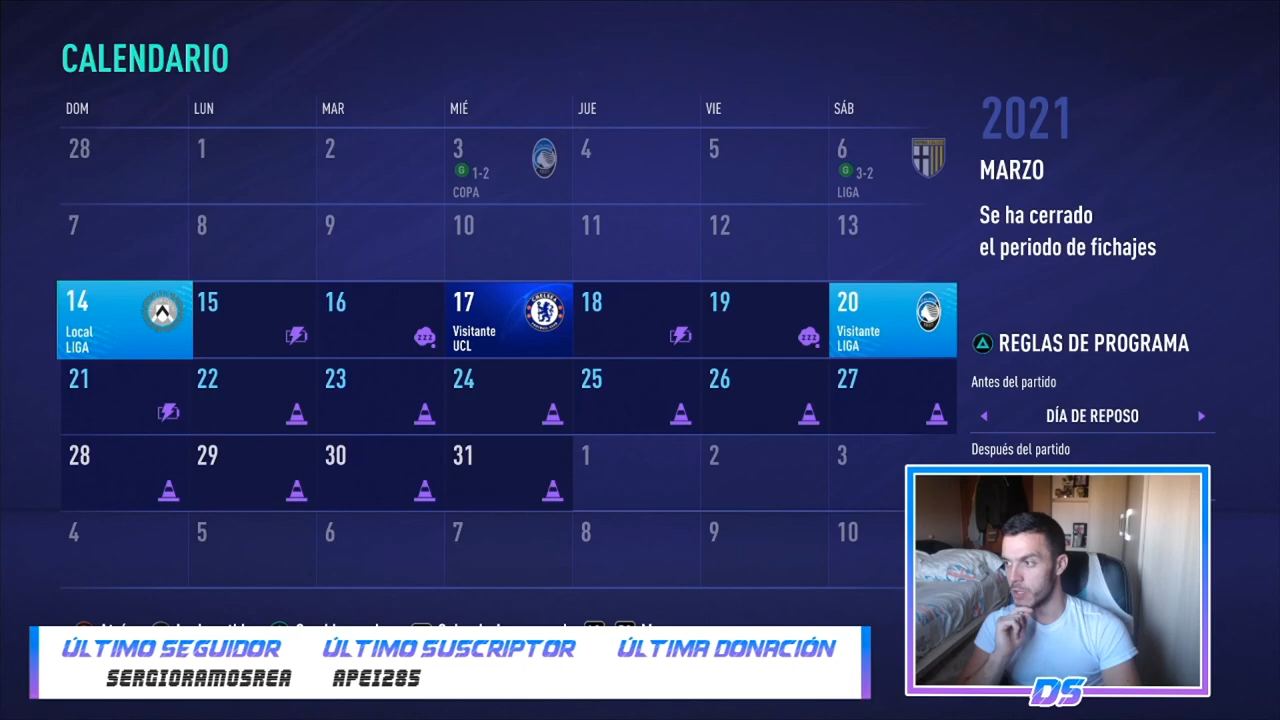 CALENDARIO
DOM LUN MAR MIÉ JUE VIE SÁB
28 1 2 3 4 5 6
G 1-2 G 3-2
COPA LIGA
7 8 9 10 11 12 13
14 15 16 17 18 19 20
Local Visitante Visitante
LIGA UCL LIGA
21 22 23 24 25 26 27
28 29 30 31 1 2 3
4 5 6 7 8 9 10
2021
MARZO
Se ha cerrado
el periodo de fichajes
REGLAS DE PROGRAMA
Antes del partido
DÍA DE REPOSO
Después del partido
ÚLTIMO SEGUIDOR ÚLTIMO SUSCRIPTOR ÚLTIMA DONACIÓN
SERGIORAMOSREA APEI285
DS